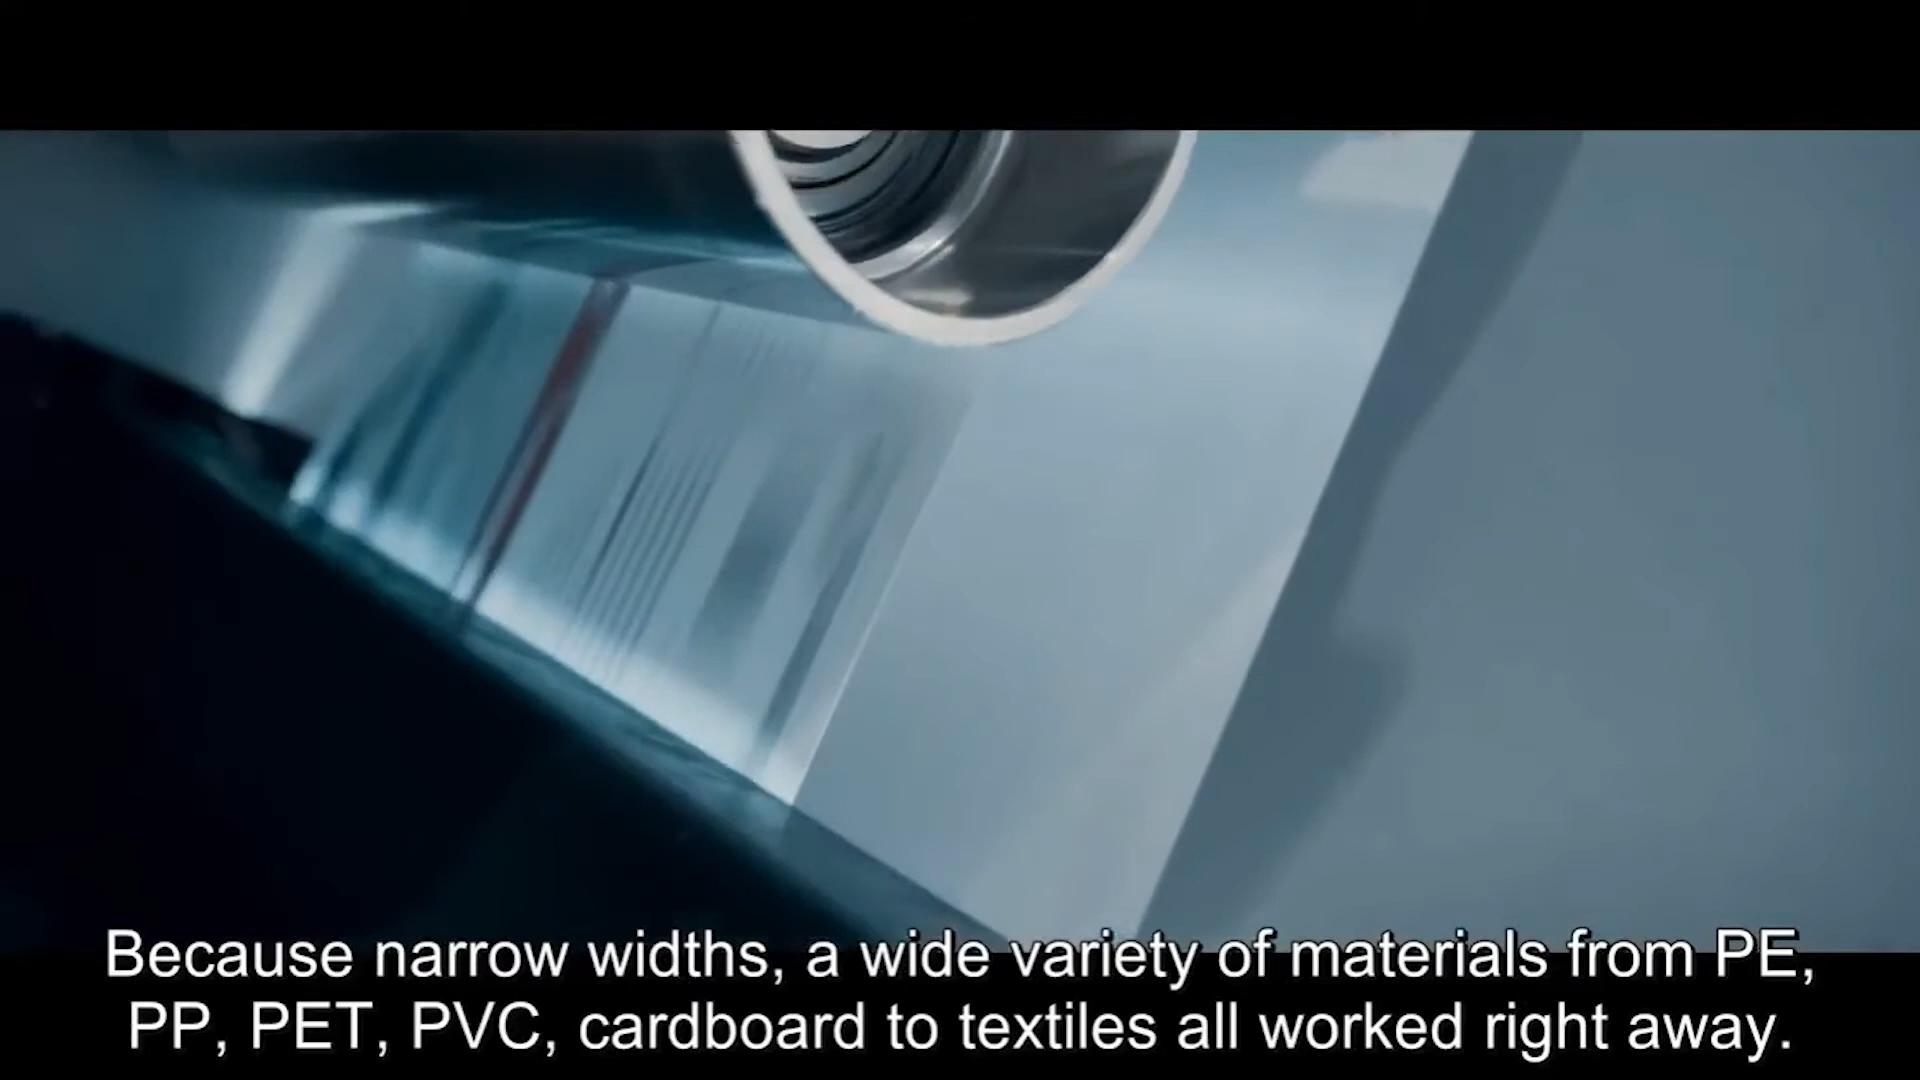 Because narrow widths, a wide variety of materials from PE,
PP, PET, PVC, cardboard to textiles all worked right away.